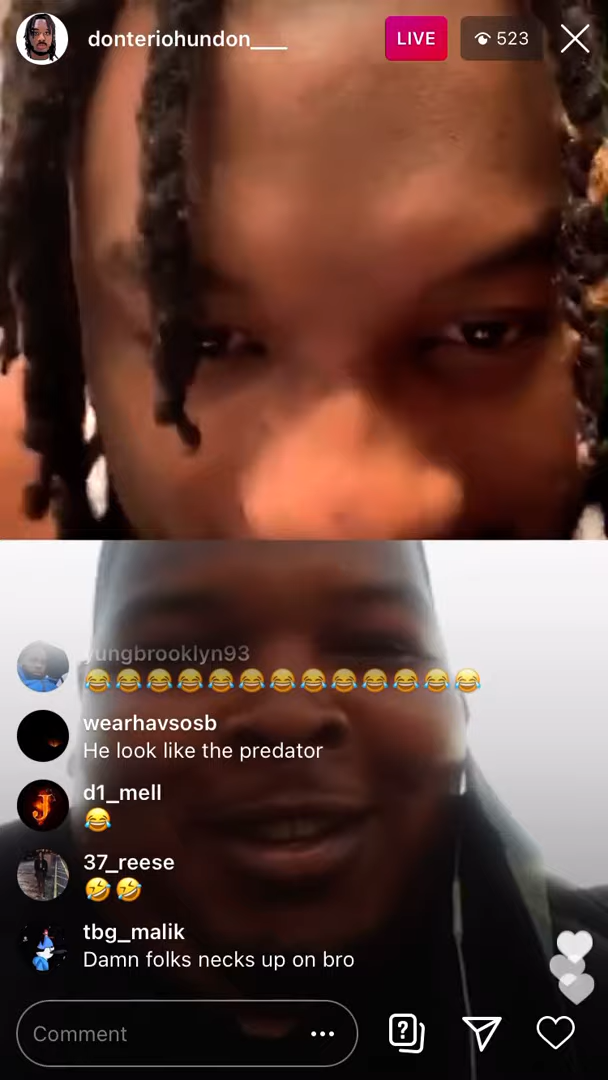 donteriohundon___
LIVE
523
yungbrooklyn93
😂😂😂😂😂😂😂😂😂😂😂😂😂
wearhavsosb
He look like the predator
d1_mell
😂
37_reese
🤣🤣
tbg_malik
Damn folks necks up on bro
Comment